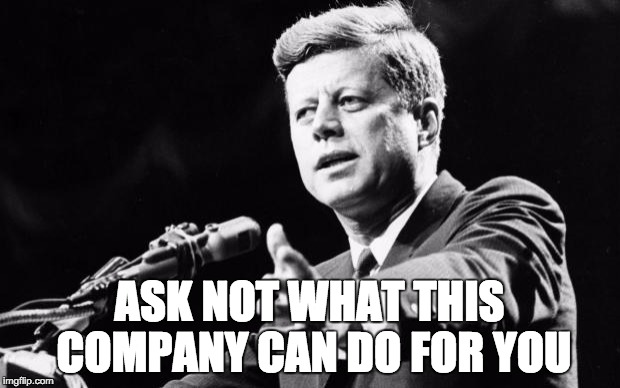 ASK NOT WHAT THIS
COMPANY CAN DO FOR YOU
imgflip.com